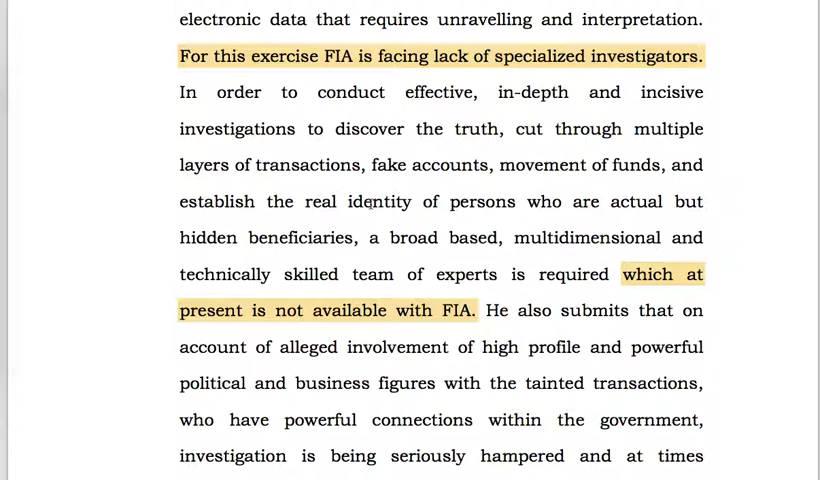 electronic data that requires unravelling and interpretation.
For this exercise FIA is facing lack of specialized investigators.
In order to conduct effective, in-depth and incisive
investigations to discover the truth, cut through multiple
layers of transactions, fake accounts, movement of funds, and
establish the real identity of persons who are actual but
hidden beneficiaries, a broad based, multidimensional and
technically skilled team of experts is required which at
present is not available with FIA. He also submits that on
account of alleged involvement of high profile and powerful
political and business figures with the tainted transactions,
who have powerful connections within the government,
investigation is being seriously hampered and at times